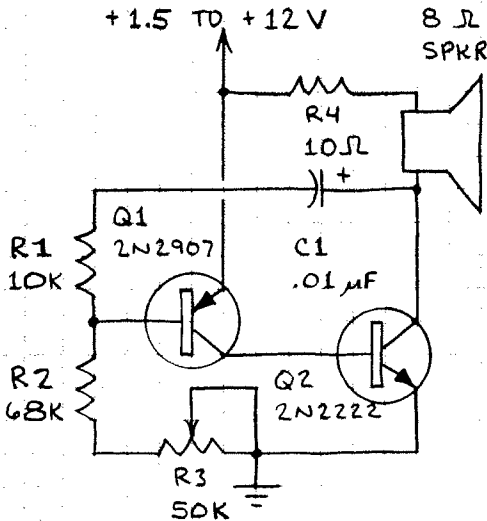 +1.5 TO +12V
8 Ω
SPKR
R4
10Ω
+
Q1
2N2907
R1
10K
C1
.01 µF
R2
68K
Q2
2N2222
R3
50K